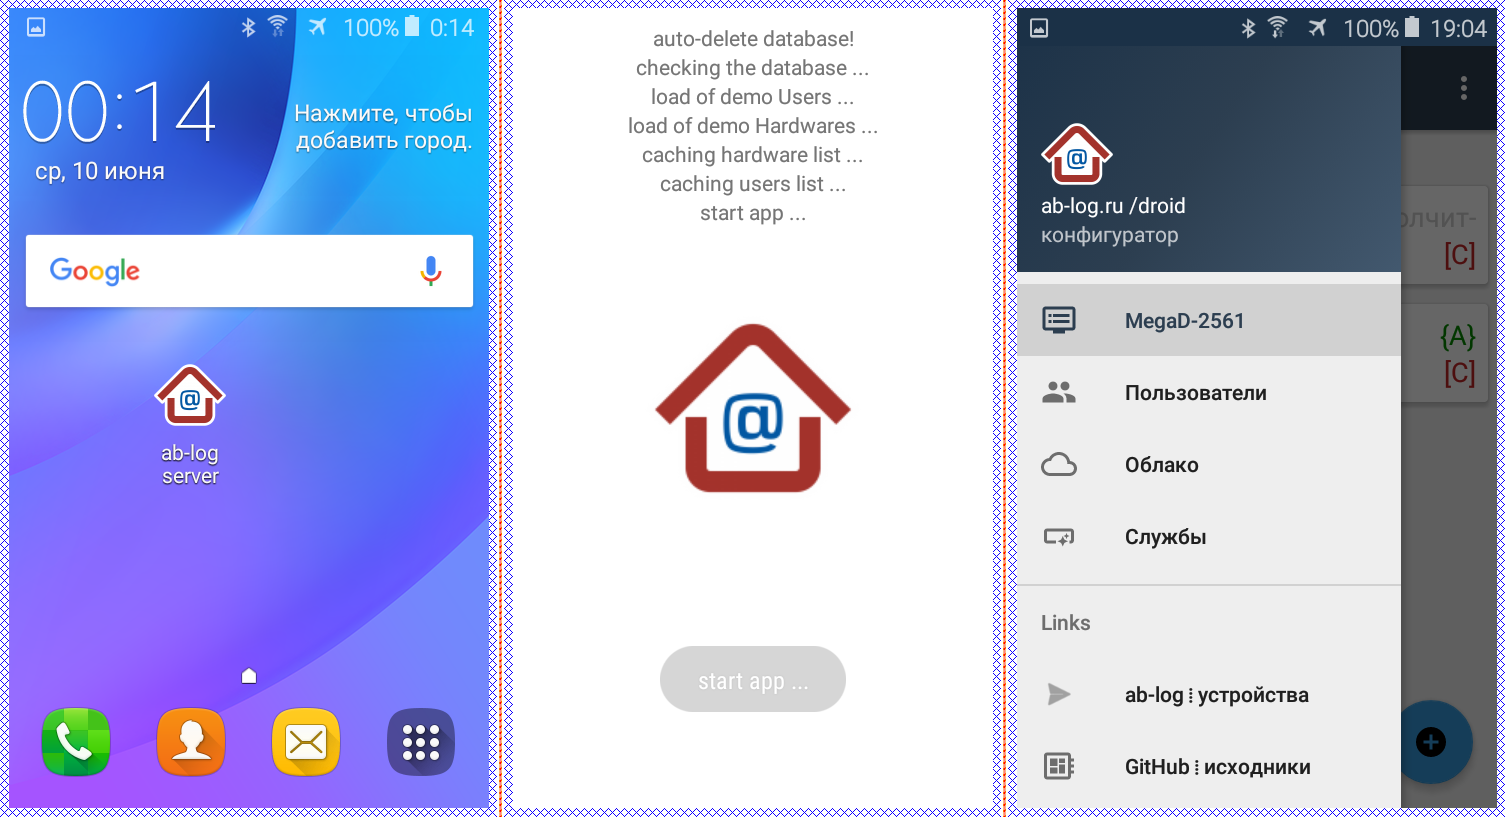 100% 0:14
00:14
Нажмите, чтобы
добавить город.
ср, 10 июня
Google
@
ab-log
server
auto-delete database!
checking the database ...
load of demo Users ...
load of demo Hardwares ...
caching hardware list ...
caching users list ...
start app ...
@
start app ...
100% 19:04
@
ab-log.ru /droid
конфигуратор
олчит-
[C]
MegaD-2561
{A}
[C]
Пользователи
Облако
Службы
Links
ab-log ⁞ устройства
GitHub ⁞ исходники